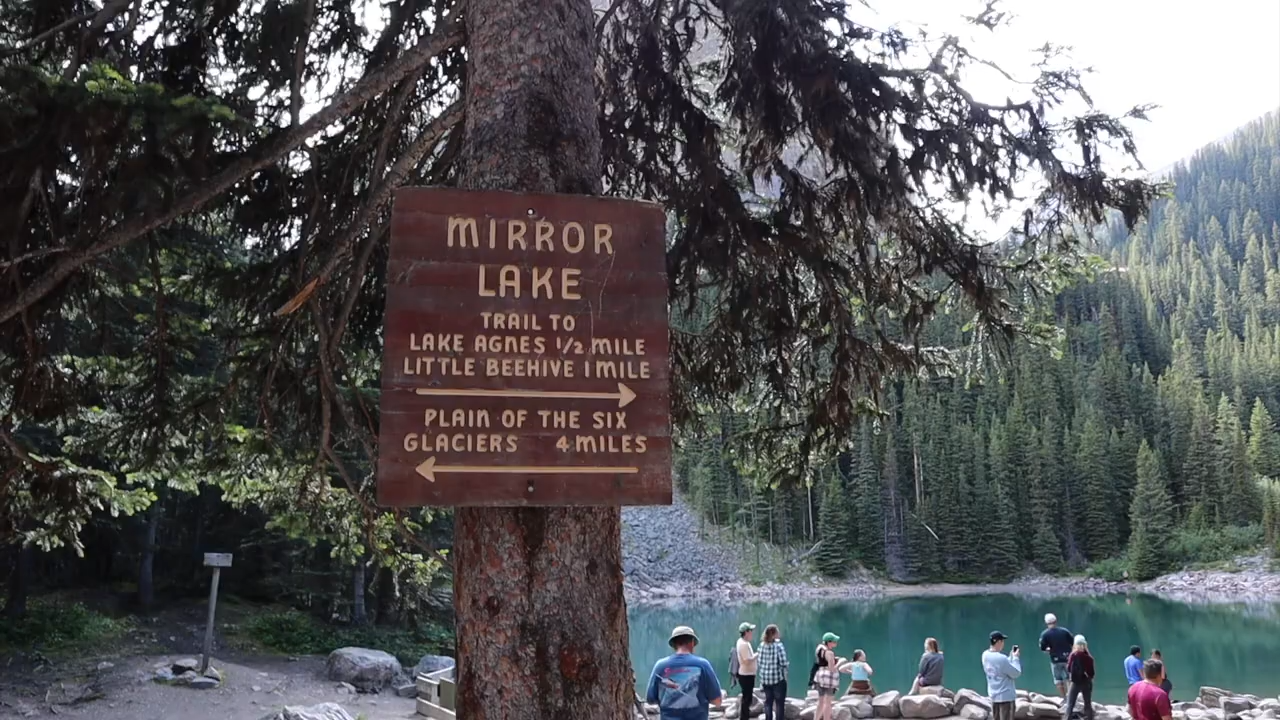 MIRROR
LAKE
TRAIL TO
LAKE AGNES 1/2 MILE
LITTLE BEEHIVE 1 MILE
PLAIN OF THE SIX
GLACIERS 4 MILES